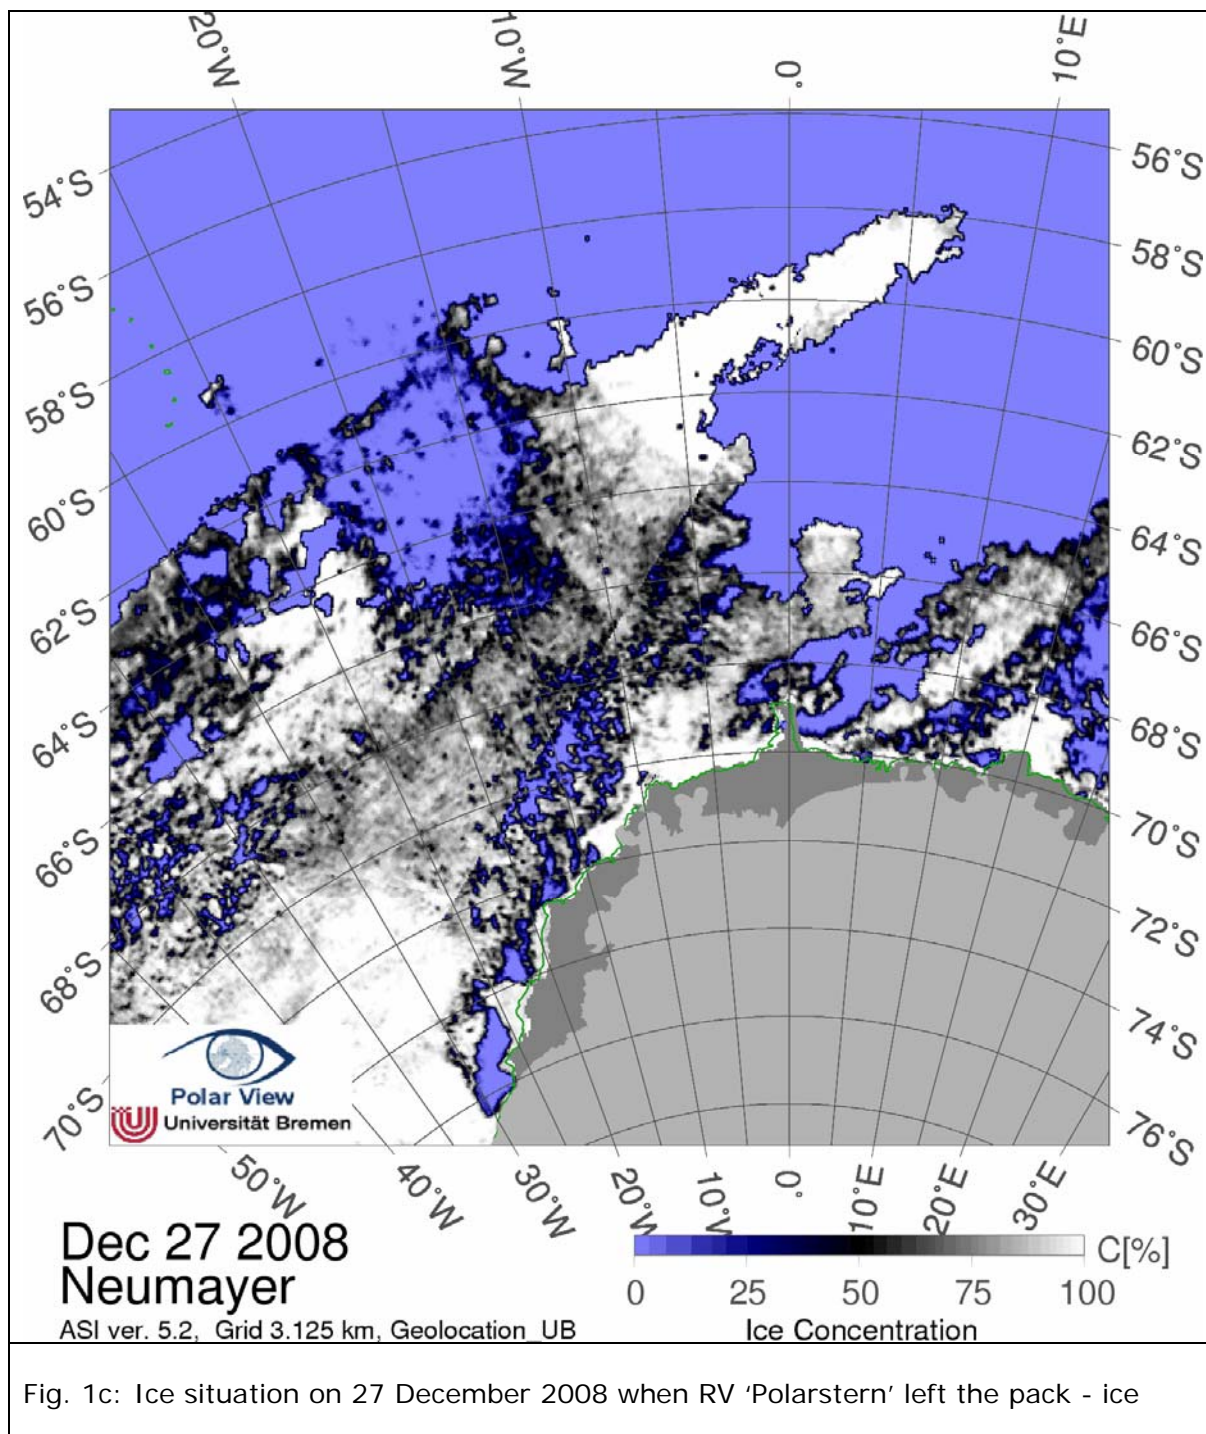 20°W 10°W 0° 10°E
54°S
56°S
58°S
60°S
62°S
64°S
66°S
68°S
70°S
56°S
58°S
60°S
62°S
64°S
66°S
68°S
70°S
72°S
74°S
76°S
Polar View
Universität Bremen
50°W 40°W 30°W 20°W 10°W 0° 10°E 20°E 30°E
Dec 27 2008
Neumayer
ASI ver. 5.2, Grid 3.125 km, Geolocation_UB
C[%]
0 25 50 75 100
Ice Concentration
Fig. 1c: Ice situation on 27 December 2008 when RV ‘Polarstern’ left the pack - ice